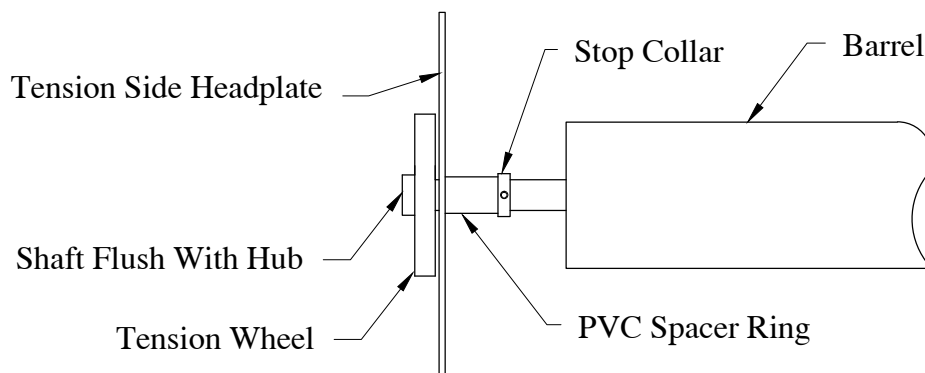 Stop Collar
Barrel
Tension Side Headplate
Shaft Flush With Hub
Tension Wheel
PVC Spacer Ring